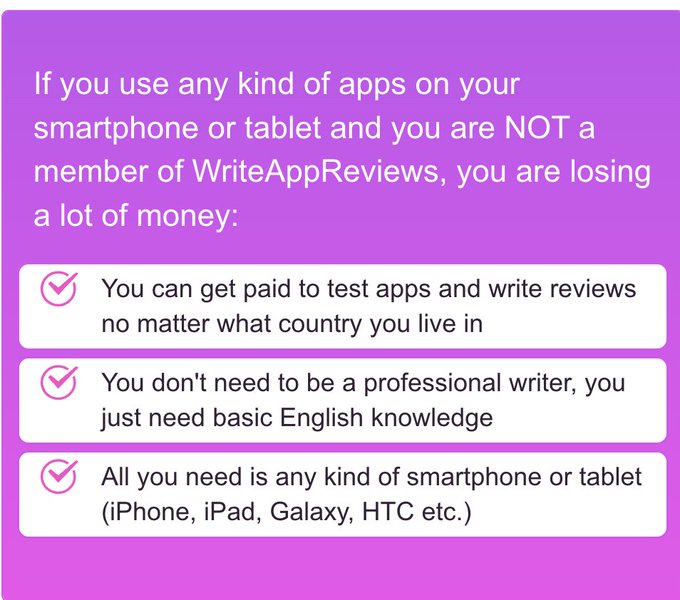 If you use any kind of apps on your
smartphone or tablet and you are NOT a
member of WriteAppReviews, you are losing
a lot of money:
You can get paid to test apps and write reviews
no matter what country you live in
You don't need to be a professional writer, you
just need basic English knowledge
All you need is any kind of smartphone or tablet
(iPhone, iPad, Galaxy, HTC etc.)